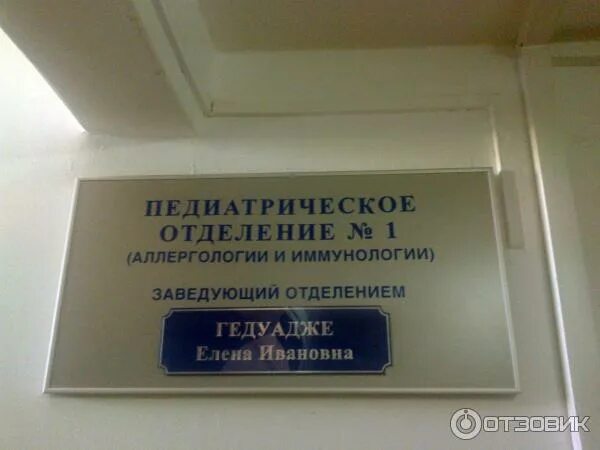 ПЕДИАТРИЧЕСКОЕ
ОТДЕЛЕНИЕ № 1
(АЛЛЕРГОЛОГИИ И ИММУНОЛОГИИ)
ЗАВЕДУЮЩИЙ ОТДЕЛЕНИЕМ
ГЕДУАДЖЕ
Елена Ивановна
ОТЗОВИК